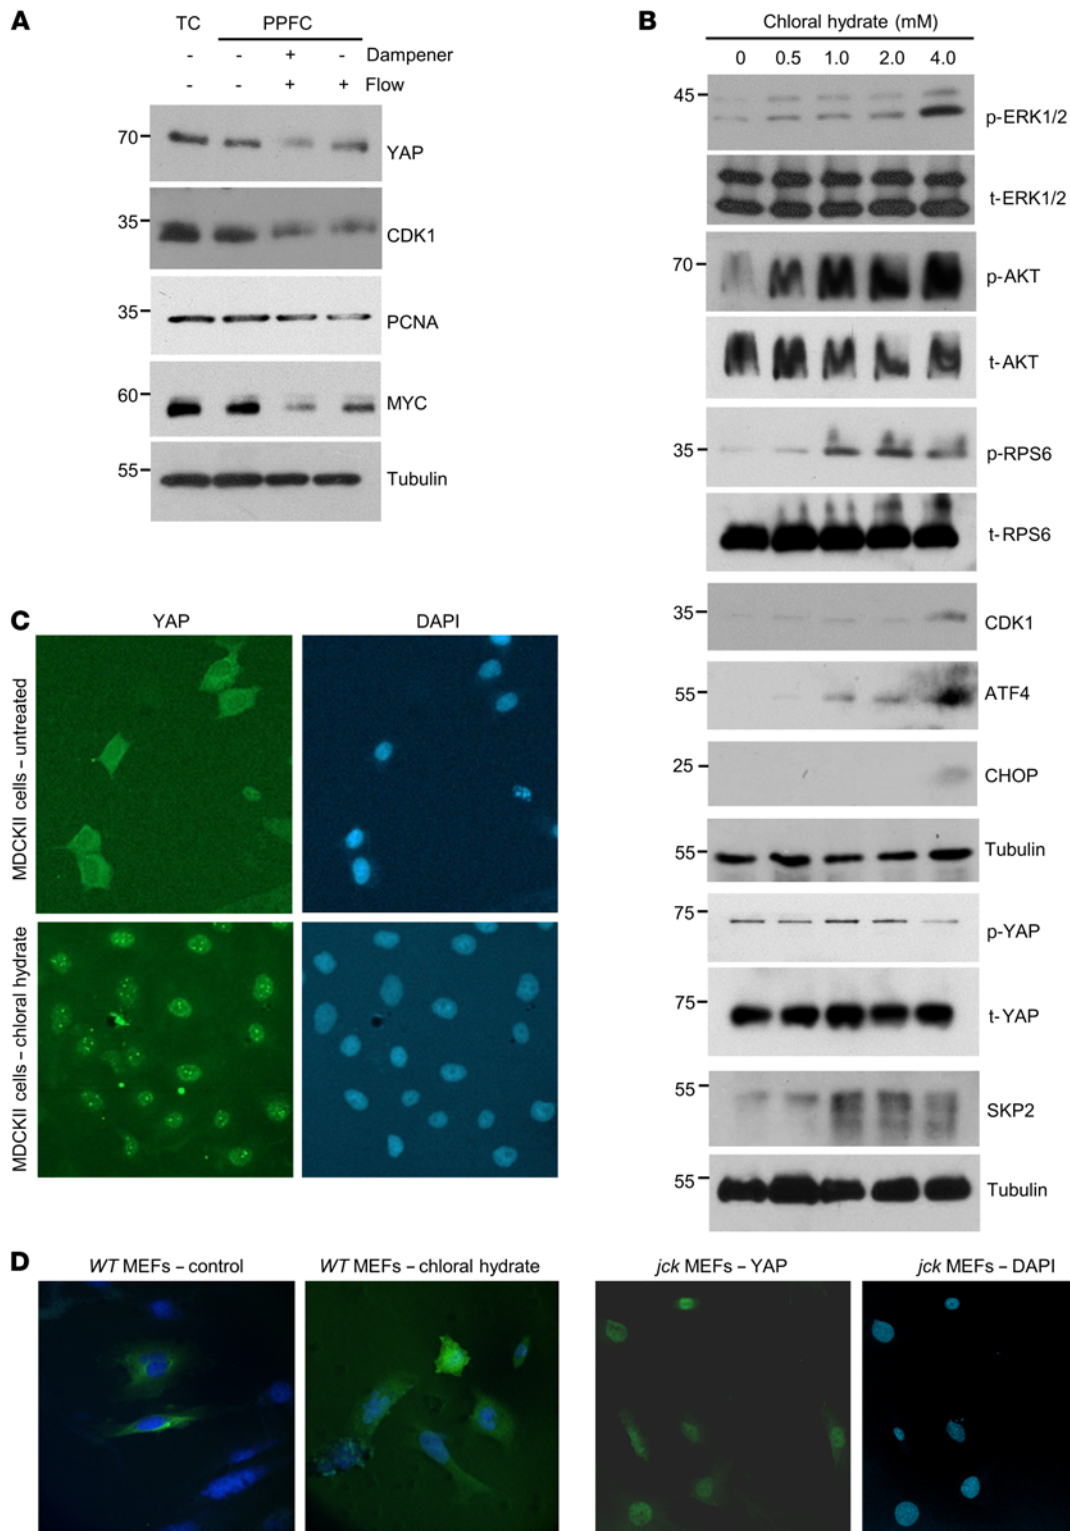 A
TC PPFC
- - + - Dampener
- - + + Flow
70 YAP
35 CDK1
35 PCNA
60 MYC
55 Tubulin
B
Chloral hydrate (mM)
0 0.5 1.0 2.0 4.0
45 p-ERK1/2
t-ERK1/2
70 p-AKT
t-AKT
35 p-RPS6
t-RPS6
35 CDK1
55 ATF4
25 CHOP
55 Tubulin
75 p-YAP
75 t-YAP
55 SKP2
55 Tubulin
C
YAP DAPI
MDCKII cells – untreated
MDCKII cells – chloral hydrate
D
WT MEFs – control WT MEFs – chloral hydrate jck MEFs – YAP jck MEFs – DAPI